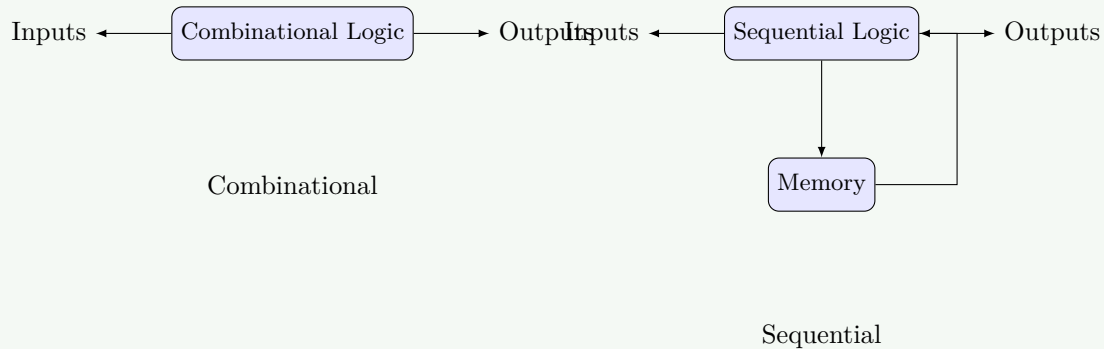 Inputs
Combinational Logic
Outputs
Inputs
Sequential Logic
Outputs
Combinational
Memory
Sequential